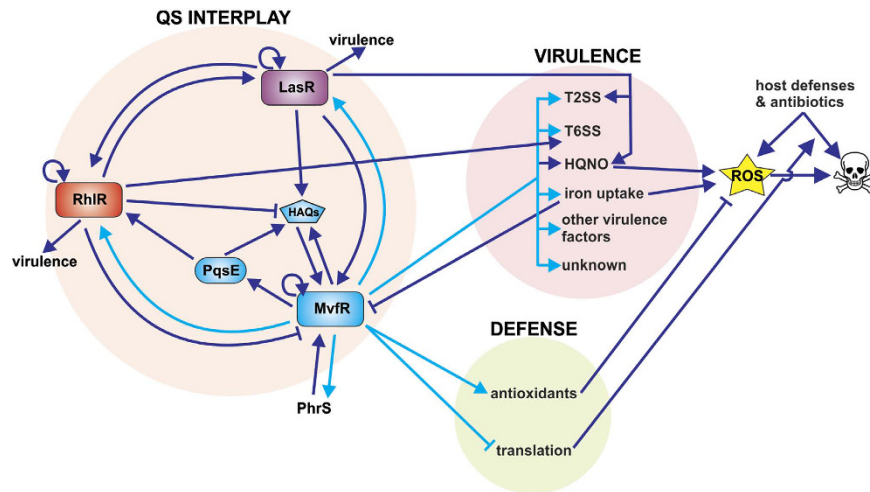 QS INTERPLAY
virulence
LasR
RhlR
HAQs
PqsE
virulence
MvfR
PhrS
VIRULENCE
T2SS
T6SS
HQNO
iron uptake
other virulence
factors
unknown
DEFENSE
antioxidants
translation
host defenses
& antibiotics
ROS